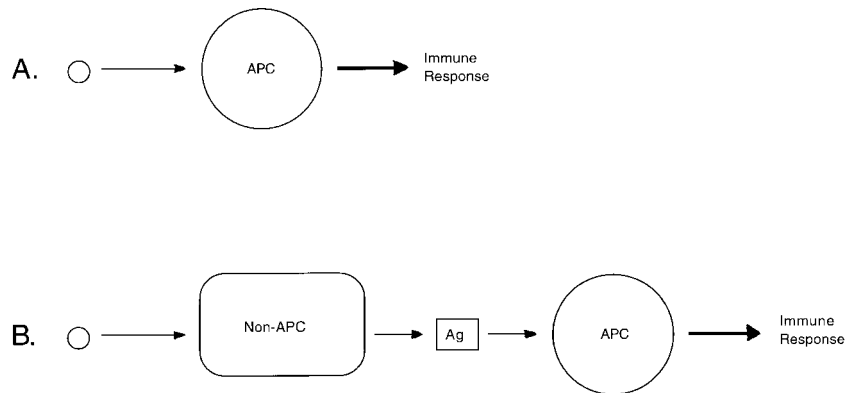 A.
APC
Immune
Response
B.
Non-APC
Ag
APC
Immune
Response